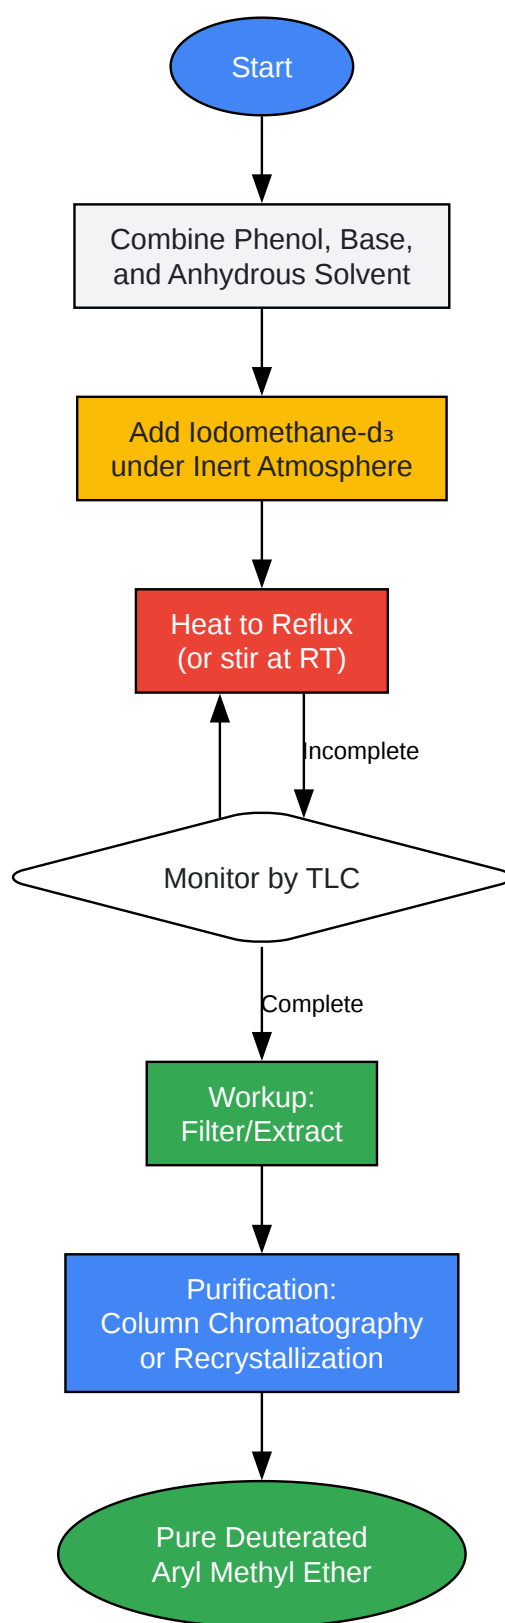 Start
Combine Phenol, Base,
and Anhydrous Solvent
Add Iodomethane-d₃
under Inert Atmosphere
Heat to Reflux
(or stir at RT)
Incomplete
Monitor by TLC
Complete
Workup:
Filter/Extract
Purification:
Column Chromatography
or Recrystallization
Pure Deuterated
Aryl Methyl Ether